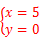 x = 5
y = 0